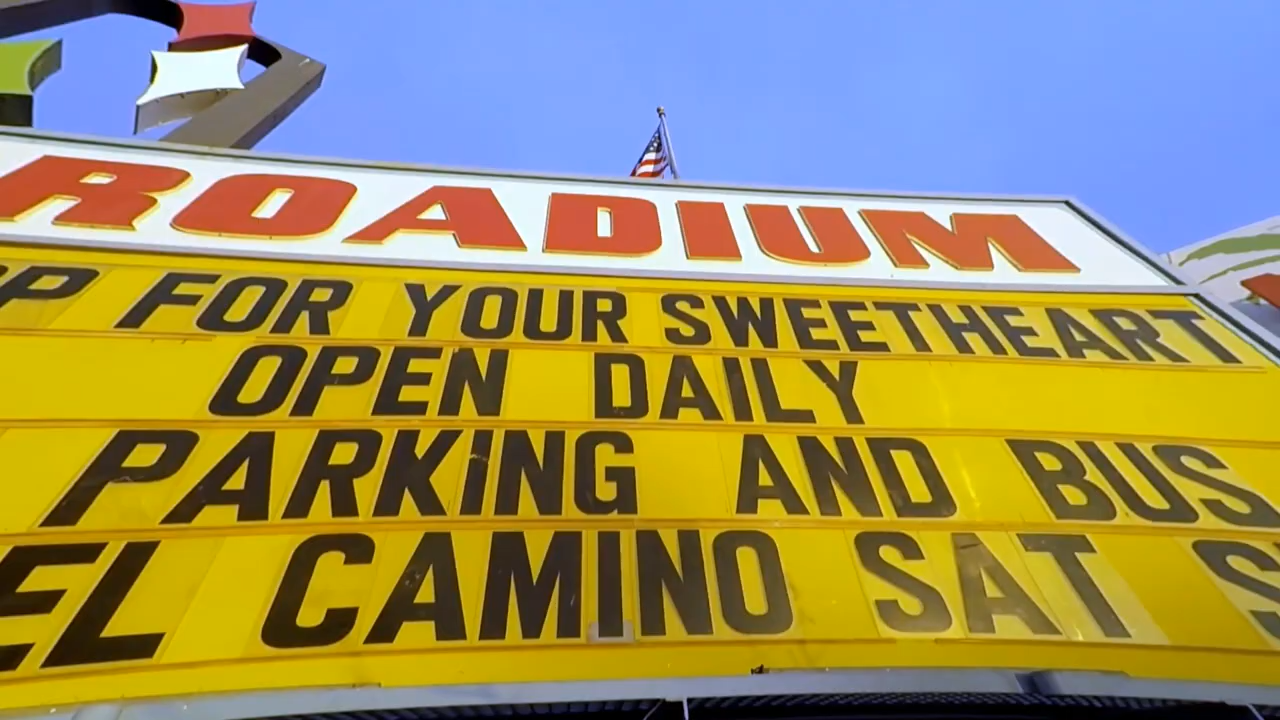 ROADIUM
FOR YOUR SWEETHEART
OPEN DAILY
PARKING AND BUS
EL CAMINO SAT